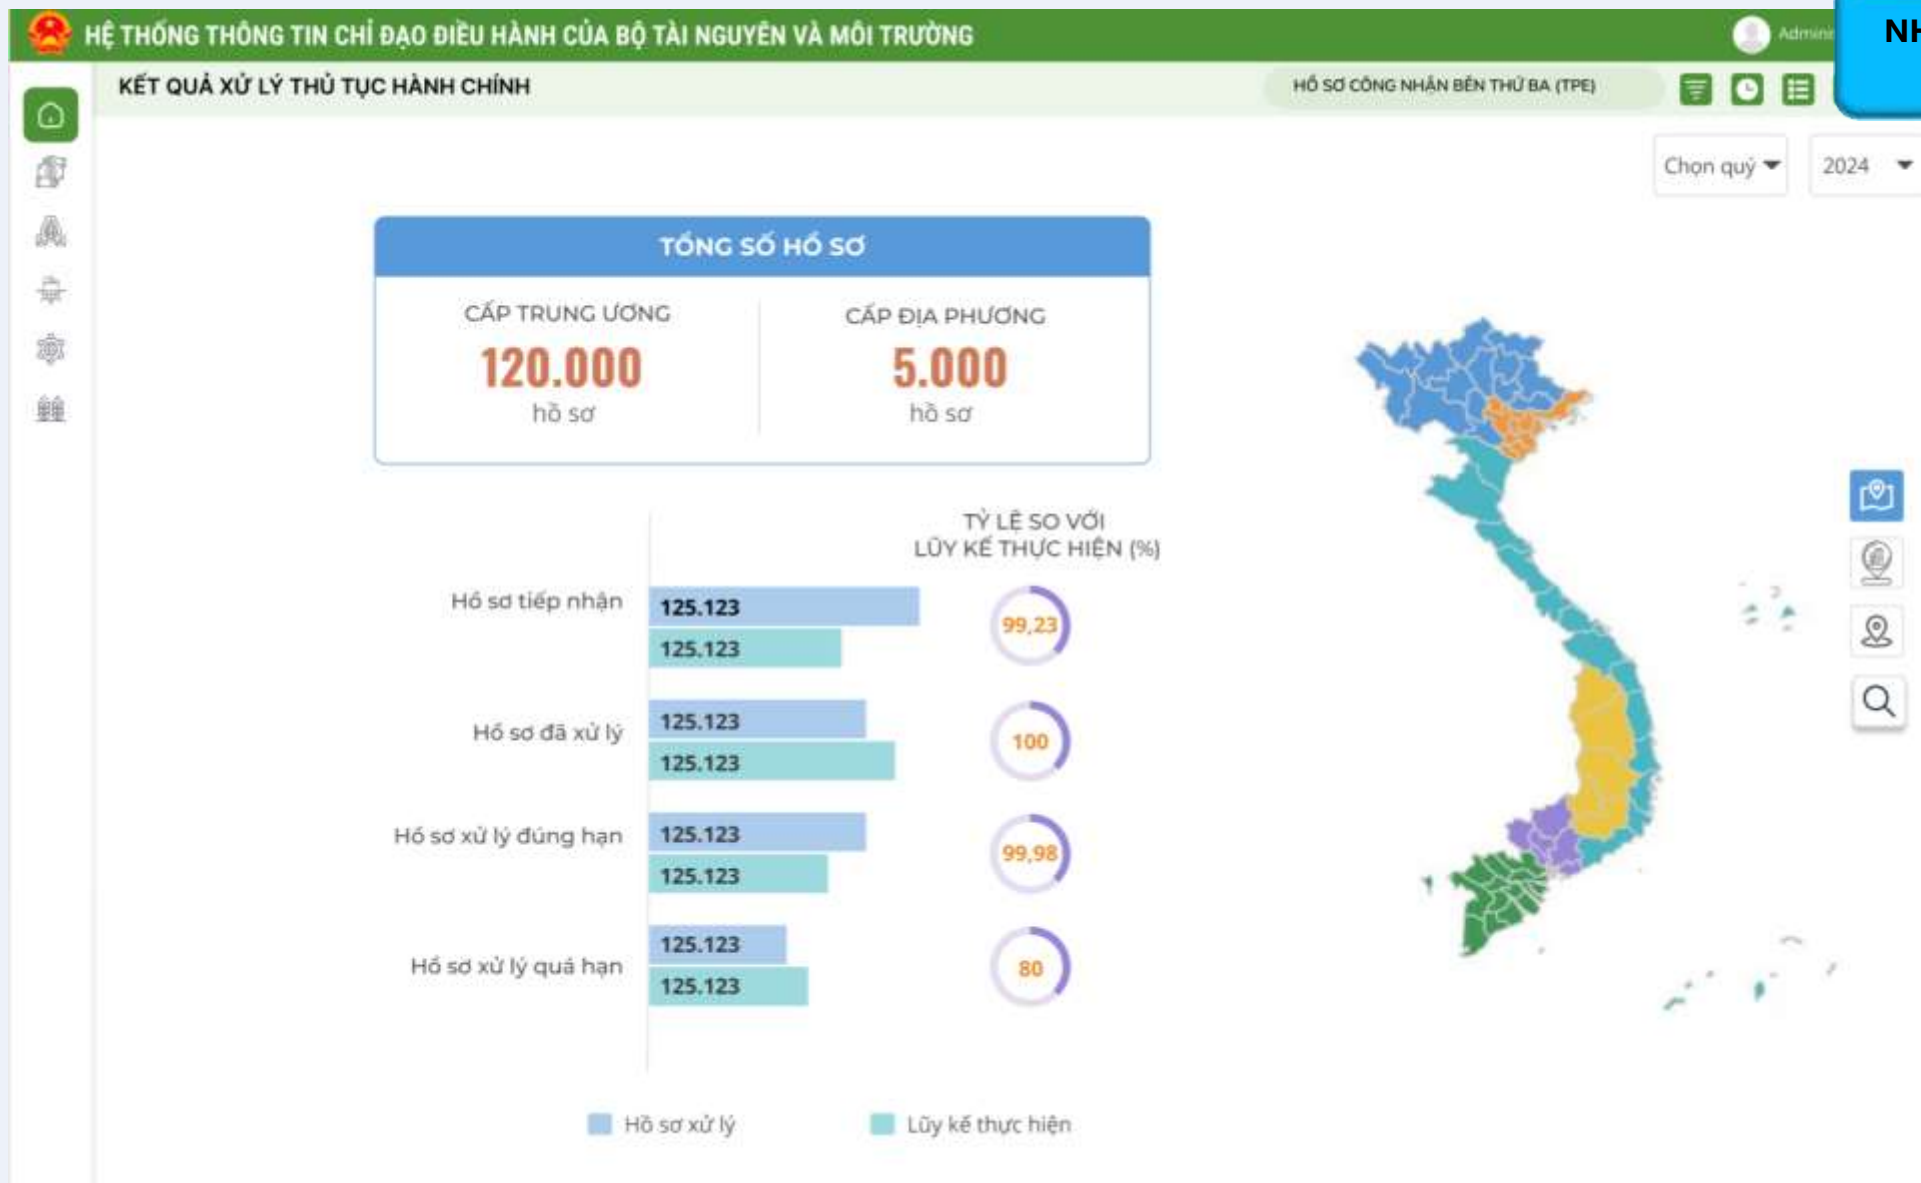 HỆ THỐNG THÔNG TIN CHỈ ĐẠO ĐIỀU HÀNH CỦA BỘ TÀI NGUYÊN VÀ MÔI TRƯỜNG
KẾT QUẢ XỬ LÝ THỦ TỤC HÀNH CHÍNH
HỒ SƠ CÔNG NHẬN BÊN THỨ BA (TPE)
Chọn quý
2024
TỔNG SỐ HỒ SƠ
CẤP TRUNG ƯƠNG
120.000
hồ sơ
CẤP ĐỊA PHƯƠNG
5.000
hồ sơ
TỶ LỆ SO VỚI
LŨY KẾ THỰC HIỆN (%)
Hồ sơ tiếp nhận
125.123
125.123
99,23
Hồ sơ đã xử lý
125.123
125.123
100
Hồ sơ xử lý đúng hạn
125.123
125.123
99,98
Hồ sơ xử lý quá hạn
125.123
125.123
80
Hồ sơ xử lý
Lũy kế thực hiện